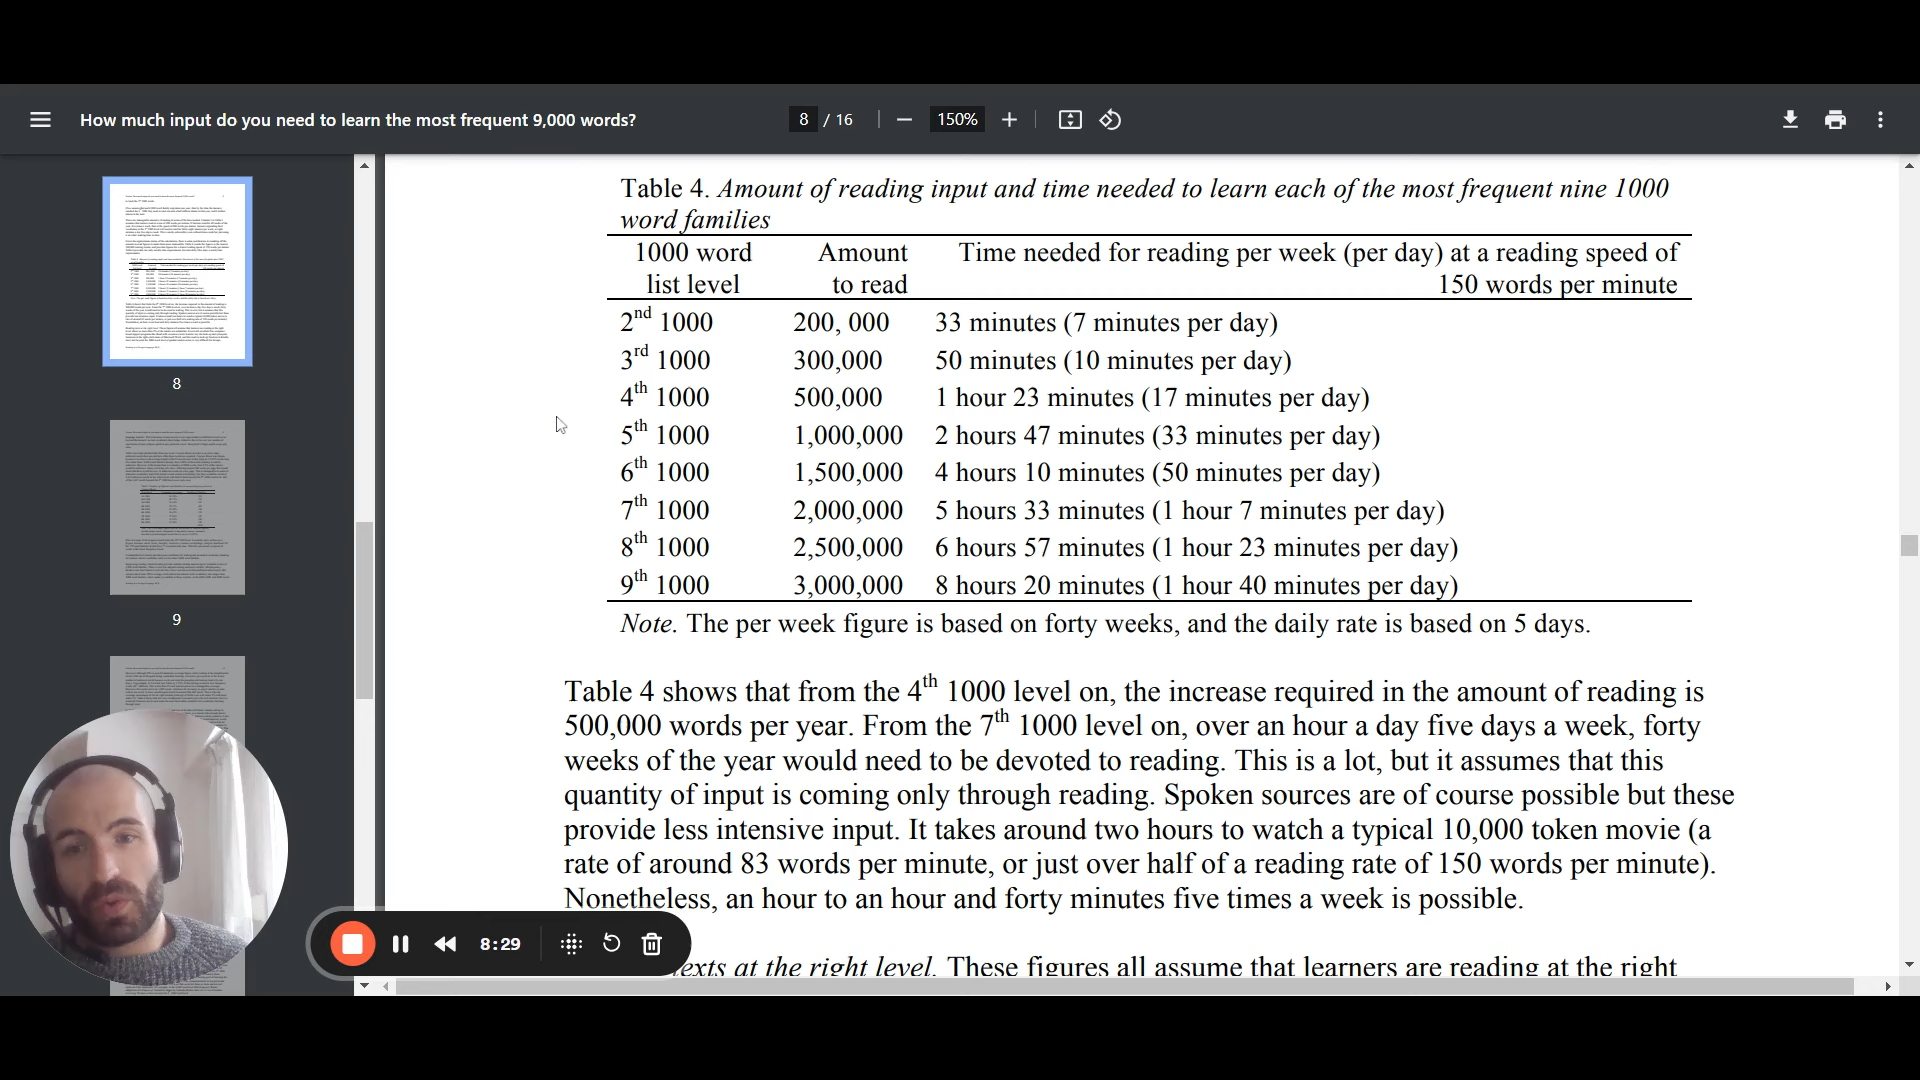 How much input do you need to learn the most frequent 9,000 words?
8 / 16
150%
8
9
Table 4. Amount of reading input and time needed to learn each of the most frequent nine 1000
word families
1000 word Amount Time needed for reading per week (per day) at a reading speed of
list level to read 150 words per minute
2nd 1000 200, 000 33 minutes (7 minutes per day)
3rd 1000 300,000 50 minutes (10 minutes per day)
4th 1000 500,000 1 hour 23 minutes (17 minutes per day)
5th 1000 1,000,000 2 hours 47 minutes (33 minutes per day)
6th 1000 1,500,000 4 hours 10 minutes (50 minutes per day)
7th 1000 2,000,000 5 hours 33 minutes (1 hour 7 minutes per day)
8th 1000 2,500,000 6 hours 57 minutes (1 hour 23 minutes per day)
9th 1000 3,000,000 8 hours 20 minutes (1 hour 40 minutes per day)
Note. The per week figure is based on forty weeks, and the daily rate is based on 5 days.
Table 4 shows that from the 4th 1000 level on, the increase required in the amount of reading is
500,000 words per year. From the 7th 1000 level on, over an hour a day five days a week, forty
weeks of the year would need to be devoted to reading. This is a lot, but it assumes that this
quantity of input is coming only through reading. Spoken sources are of course possible but these
provide less intensive input. It takes around two hours to watch a typical 10,000 token movie (a
rate of around 83 words per minute, or just over half of a reading rate of 150 words per minute).
Nonetheless, an hour to an hour and forty minutes five times a week is possible.
texts at the right level. These figures all assume that learners are reading at the right
8:29